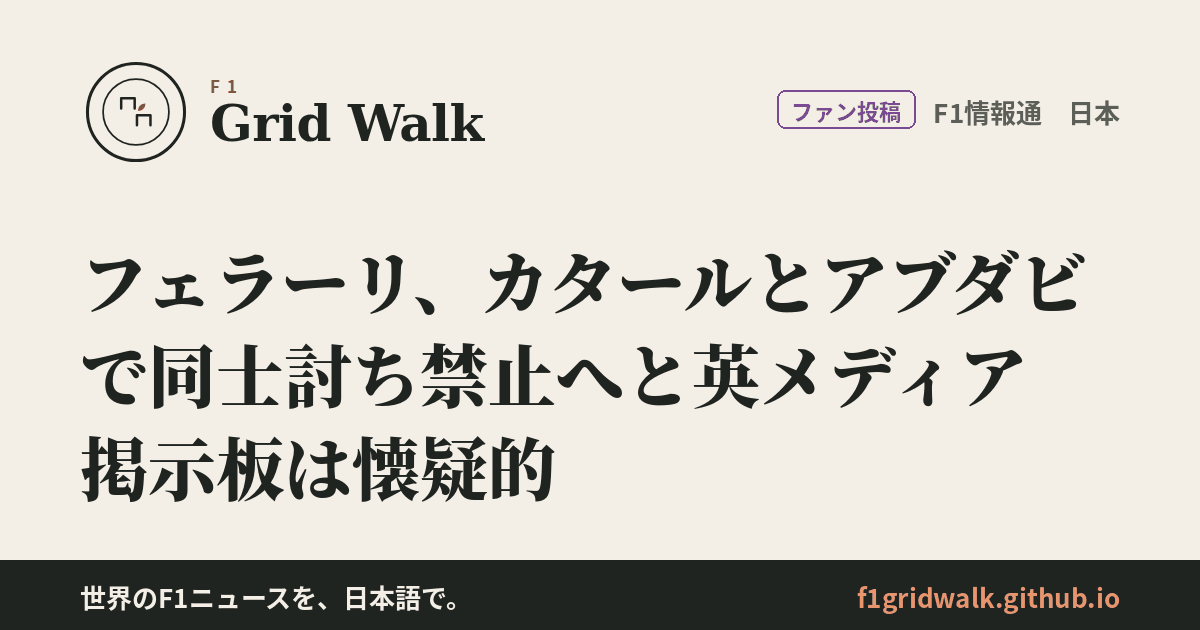 F1
Grid Walk
ファン投稿
F1情報通　日本
フェラーリ、カタールとアブダビ
で同士討ち禁止へと英メディア
掲示板は懐疑的
世界のF1ニュースを、日本語で。
f1gridwalk.github.io